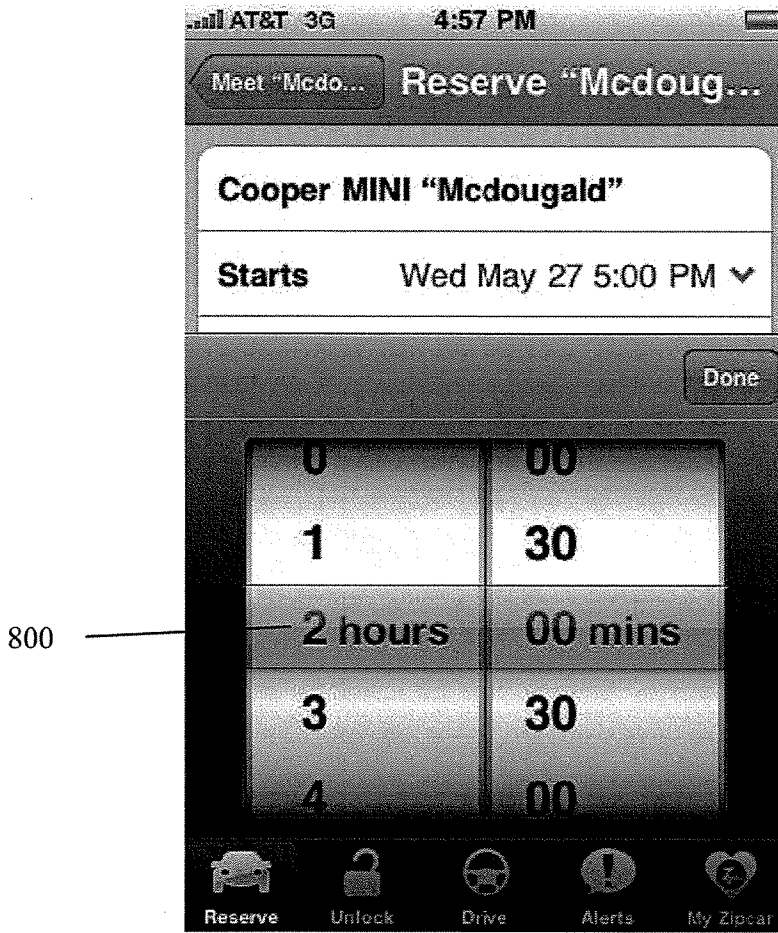 AT&T 3G 4:57 PM
Meet “Mcdo... Reserve “Mcdoug...
Cooper MINI “Mcdougald”
Starts Wed May 27 5:00 PM
Done
0 00
1 30
800 2 hours 00 mins
3 30
4 00
Reserve Unlock Drive Alerts My Zipcar